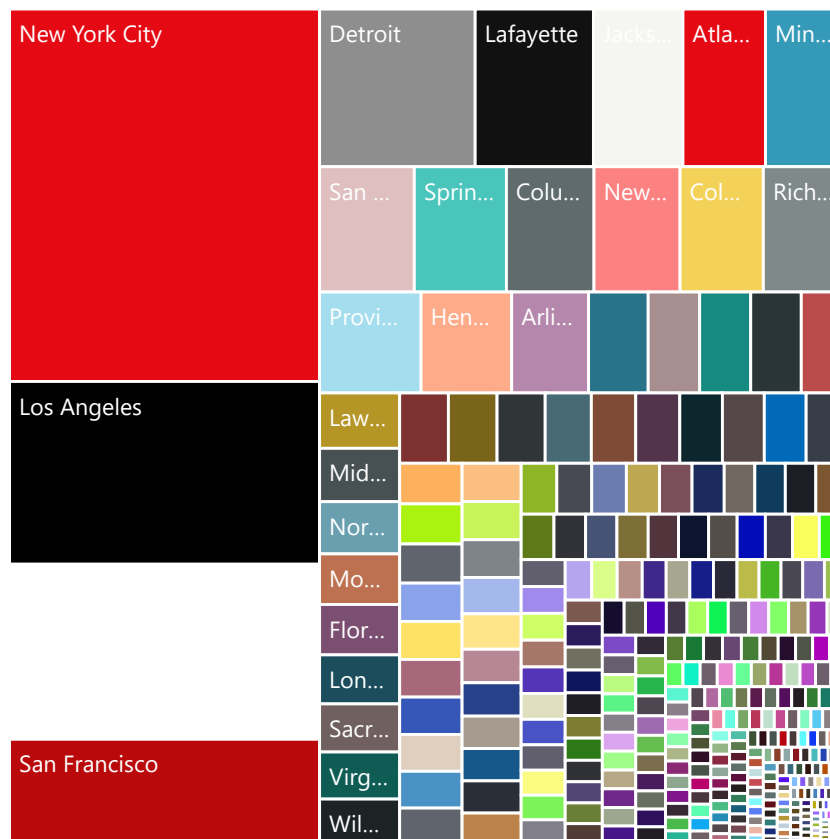 New York City
Detroit
Lafayette
Jacks...
Atla...
Min...
San ...
Sprin...
Colu...
New...
Col...
Rich...
Provi...
Hen...
Arli...
Los Angeles
Law...
Mid...
Nor...
Mo...
Flor...
Lon...
Sacr...
San Francisco
Virg...
Wil...